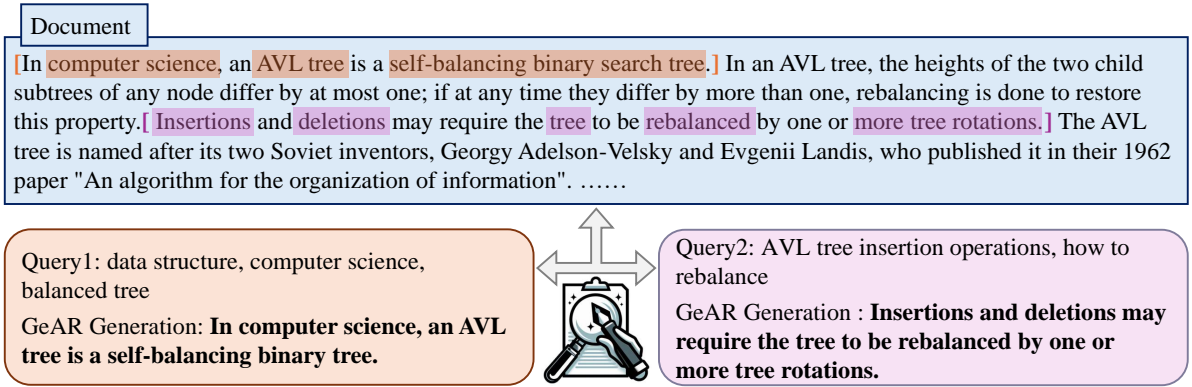 Document
[In computer science, an AVL tree is a self-balancing binary search tree.] In an AVL tree, the heights of the two child
subtrees of any node differ by at most one; if at any time they differ by more than one, rebalancing is done to restore
this property.[ Insertions and deletions may require the tree to be rebalanced by one or more tree rotations.] The AVL
tree is named after its two Soviet inventors, Georgy Adelson-Velsky and Evgenii Landis, who published it in their 1962
paper "An algorithm for the organization of information". ……
Query1: data structure, computer science,
balanced tree
GeAR Generation: In computer science, an AVL
tree is a self-balancing binary tree.
Query2: AVL tree insertion operations, how to
rebalance
GeAR Generation : Insertions and deletions may
require the tree to be rebalanced by one or
more tree rotations.